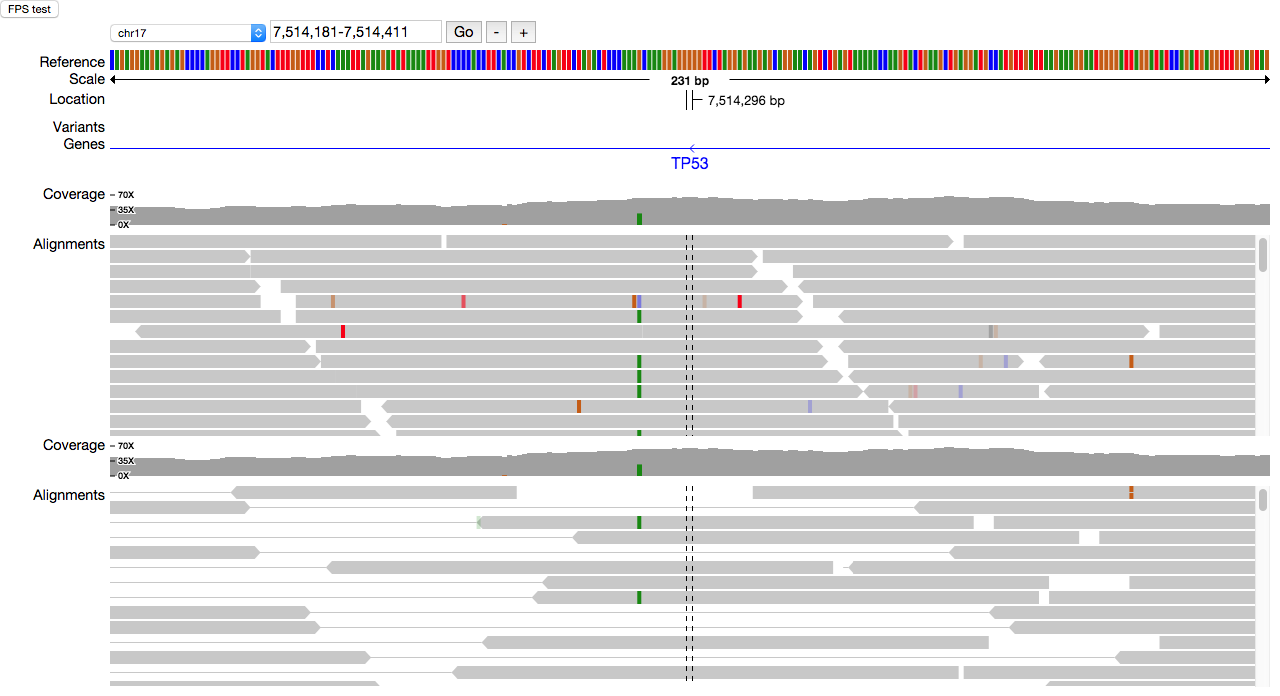 FPS test
chr17 7,514,181-7,514,411 Go - +
Reference
Scale 231 bp
Location 7,514,296 bp
Variants
Genes
TP53
Coverage 70X
35X
0X
Alignments
Coverage 70X
35X
0X
Alignments